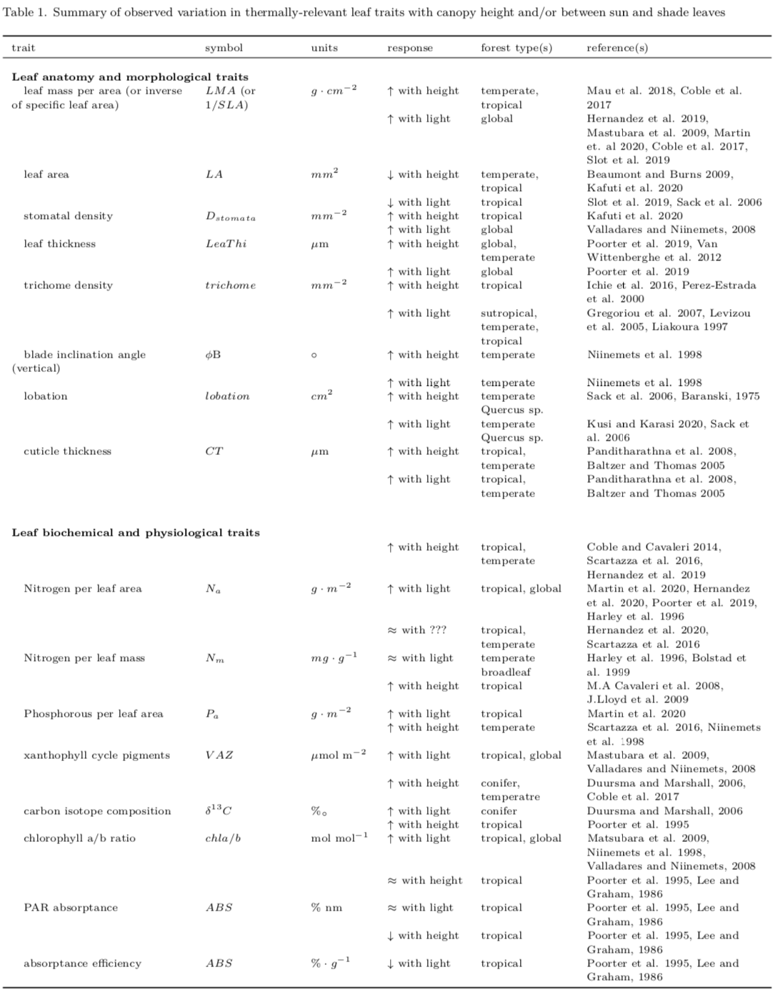 Table 1. Summary of observed variation in thermally-relevant leaf traits with canopy height and/or between sun and shade leaves
trait symbol units response forest type(s) reference(s)
Leaf anatomy and morphological traits
leaf mass per area (or inverse LMA (or g · cm−2 ↑ with height temperate, Mau et al. 2018, Coble et al.
of specific leaf area) 1/SLA) tropical 2017
↑ with light global Hernandez et al. 2019,
Mastubara et al. 2009, Martin
et. al 2020, Coble et al. 2017,
Slot et al. 2019
leaf area LA mm2 ↓ with height temperate, Beaumont and Burns 2009,
tropical Kafuti et al. 2020
↓ with light tropical Slot et al. 2019, Sack et al. 2006
stomatal density Dstomata mm−2 ↑ with height tropical Kafuti et al. 2020
↑ with light global Valladares and Niinemets, 2008
leaf thickness LeaThi μm ↑ with height global, Poorter et al. 2019, Van
temperate Wittenberghe et al. 2012
↑ with light global Poorter et al. 2019
trichome density trichome mm−2 ↑ with height tropical Ichie et al. 2016, Perez-Estrada
et al. 2000
↑ with light sutropical, Gregoriou et al. 2007, Levizou
temperate, et al. 2005, Liakoura 1997
tropical
blade inclination angle ϕB ∘ ↑ with height temperate Niinemets et al. 1998
(vertical)
↑ with light temperate Niinemets et al. 1998
lobation lobation cm2 ↑ with height temperate Sack et al. 2006, Baranski, 1975
Quercus sp.
↑ with light temperate Kusi and Karasi 2020, Sack et
Quercus sp. al. 2006
cuticle thickness CT μm ↑ with height tropical, Panditharathna et al. 2008,
temperate Baltzer and Thomas 2005
↑ with light tropical, Panditharathna et al. 2008,
temperate Baltzer and Thomas 2005
Leaf biochemical and physiological traits
↑ with height tropical, Coble and Cavaleri 2014,
temperate Scartazza et al. 2016,
Hernandez et al. 2019
Nitrogen per leaf area Na g · m−2 ↑ with light tropical, global Martin et al. 2020, Hernandez
et al. 2020, Poorter et al. 2019,
Harley et al. 1996
≈ with ??? tropical, Hernandez et al. 2020,
temperate Scartazza et al. 2016
Nitrogen per leaf mass Nm mg · g−1 ≈ with light temperate Harley et al. 1996, Bolstad et
broadleaf al. 1999
↑ with height tropical M.A Cavaleri et al. 2008,
J.Lloyd et al. 2009
Phosphorous per leaf area Pa g · m−2 ↑ with light tropical Martin et al. 2020
↑ with height temperate Scartazza et al. 2016, Niinemets
et al. 1998
xanthophyll cycle pigments VAZ μmol m−2 ↑ with light tropical, global Mastubara et al. 2009,
Valladares and Niinemets, 2008
↑ with height conifer, Duursma and Marshall, 2006,
temperatre Coble et al. 2017
carbon isotope composition δ13C %∘ ↑ with light conifer Duursma and Marshall, 2006
↑ with height tropical Poorter et al. 1995
chlorophyll a/b ratio chla/b mol mol−1 ↑ with light tropical, global Matsubara et al. 2009,
Niinemets et al. 1998,
Valladares and Niinemets, 2008
≈ with height tropical Poorter et al. 1995, Lee and
Graham, 1986
PAR absorptance ABS % nm ≈ with light tropical Poorter et al. 1995, Lee and
Graham, 1986
↓ with height tropical Poorter et al. 1995, Lee and
Graham, 1986
absorptance efficiency ABS % · g−1 ↓ with light tropical Poorter et al. 1995, Lee and
Graham, 1986